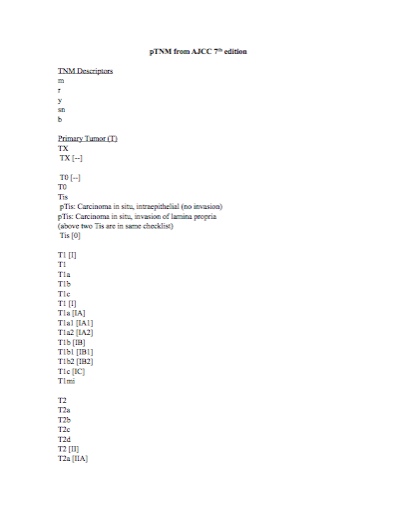 pTNM from AJCC 7th edition
TNM Descriptors
m
r
y
sn
b
Primary Tumor (T)
TX
TX [--]
T0 [--]
T0
Tis
pTis: Carcinoma in situ, intraepithelial (no invasion)
pTis: Carcinoma in situ, invasion of lamina propria
(above two Tis are in same checklist)
Tis [0]
T1 [I]
T1
T1a
T1b
T1c
T1 [I]
T1a [IA]
T1a1 [IA1]
T1a2 [IA2]
T1b [IB]
T1b1 [IB1]
T1b2 [IB2]
T1c [IC]
T1mi
T2
T2a
T2b
T2c
T2d
T2 [II]
T2a [IIA]